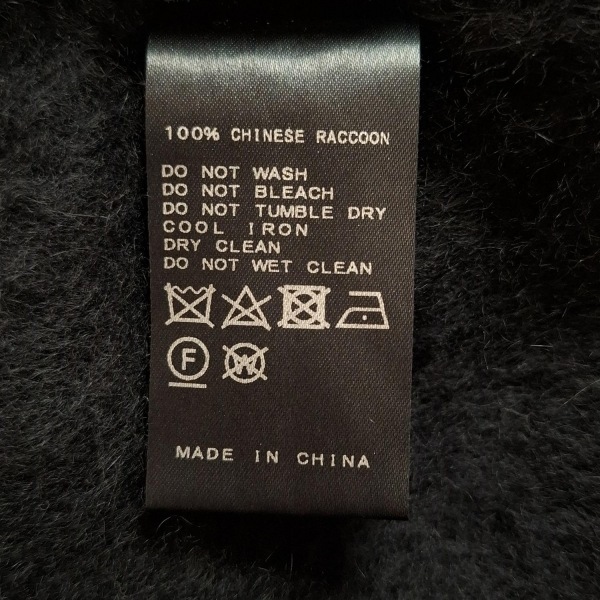 100% CHINESE RACCOON
DO NOT WASH
DO NOT BLEACH
DO NOT TUMBLE DRY
COOL IRON
DRY CLEAN
DO NOT WET CLEAN
F W
MADE IN CHINA